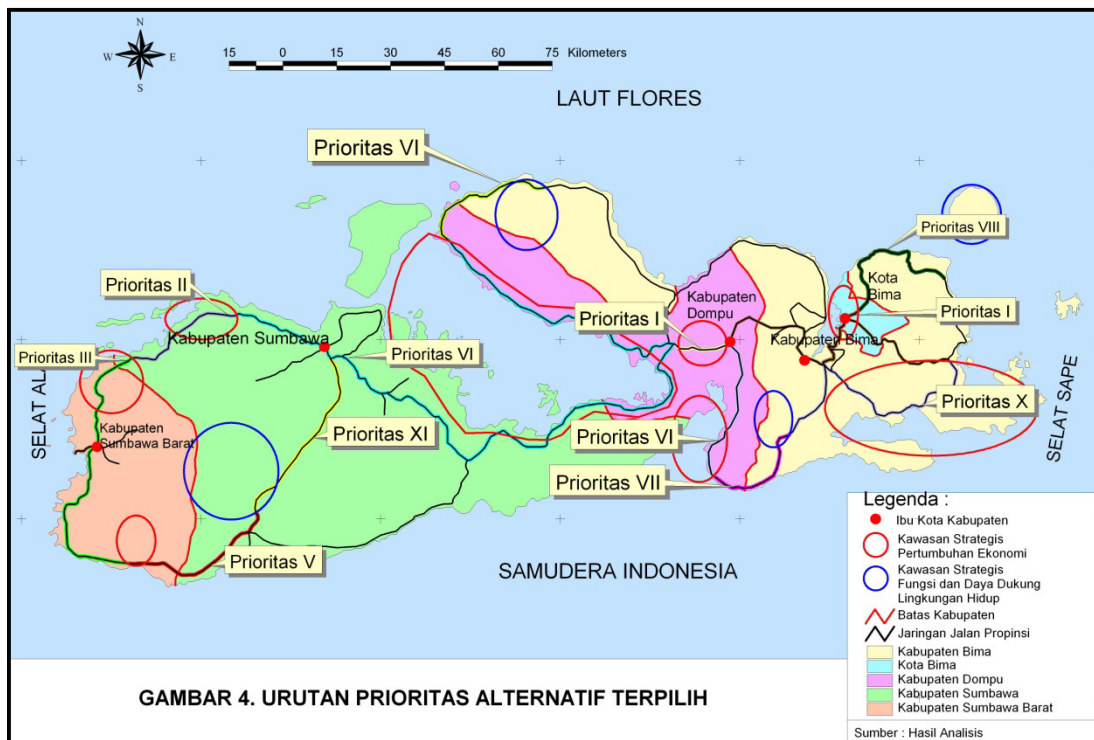 N
W E
S
15 0 15 30 45 60 75 Kilometers
LAUT FLORES
Prioritas VI
Prioritas VIII
Prioritas II
Kota
Bima
Kabupaten
Dompu
Prioritas I
Prioritas I
Kabupaten Sumbawa
Kabupaten Bima
Prioritas III
Prioritas VI
SELAT ALA
SELAT SAPE
Prioritas X
Kabupaten
Sumbawa Barat
Prioritas XI
Prioritas VI
Prioritas VII
Prioritas V
SAMUDERA INDONESIA
Legenda :
Ibu Kota Kabupaten
Kawasan Strategis
Pertumbuhan Ekonomi
Kawasan Strategis
Fungsi dan Daya Dukung
Lingkungan Hidup
Batas Kabupaten
Jaringan Jalan Propinsi
Kabupaten Bima
Kota Bima
Kabupaten Dompu
Kabupaten Sumbawa
Kabupaten Sumbawa Barat
Sumber : Hasil Analisis
GAMBAR 4. URUTAN PRIORITAS ALTERNATIF TERPILIH